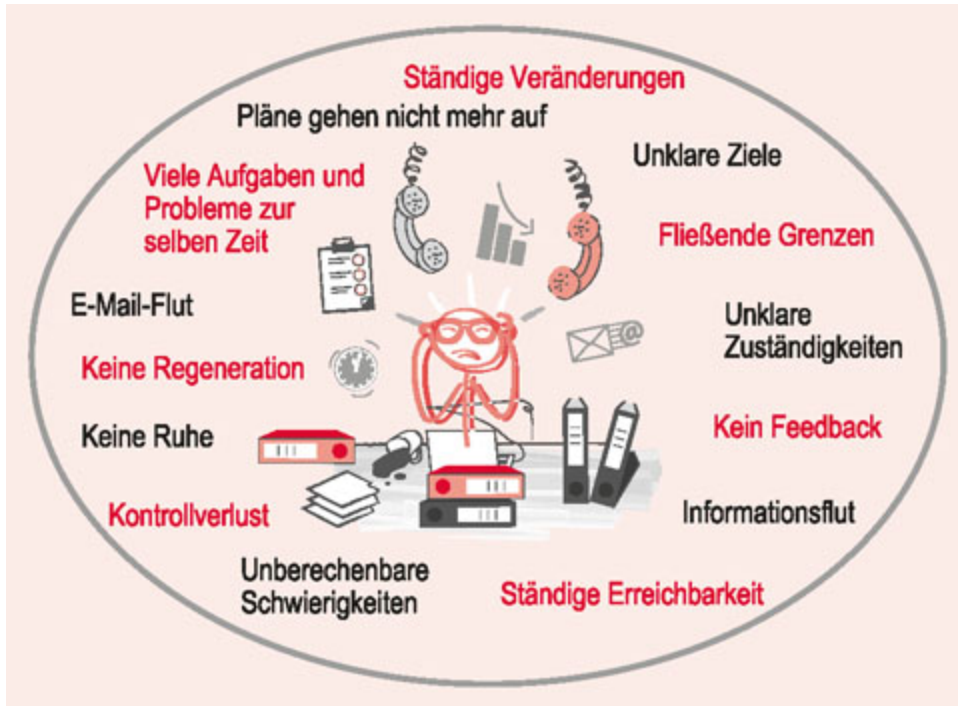 Ständige Veränderungen
Pläne gehen nicht mehr auf
Unklare Ziele
Viele Aufgaben und
Probleme zur
selben Zeit
Fließende Grenzen
E-Mail-Flut
Unklare
Zuständigkeiten
@
Keine Regeneration
Kein Feedback
Keine Ruhe
Kontrollverlust
Informationsflut
Unberechenbare
Schwierigkeiten
Ständige Erreichbarkeit